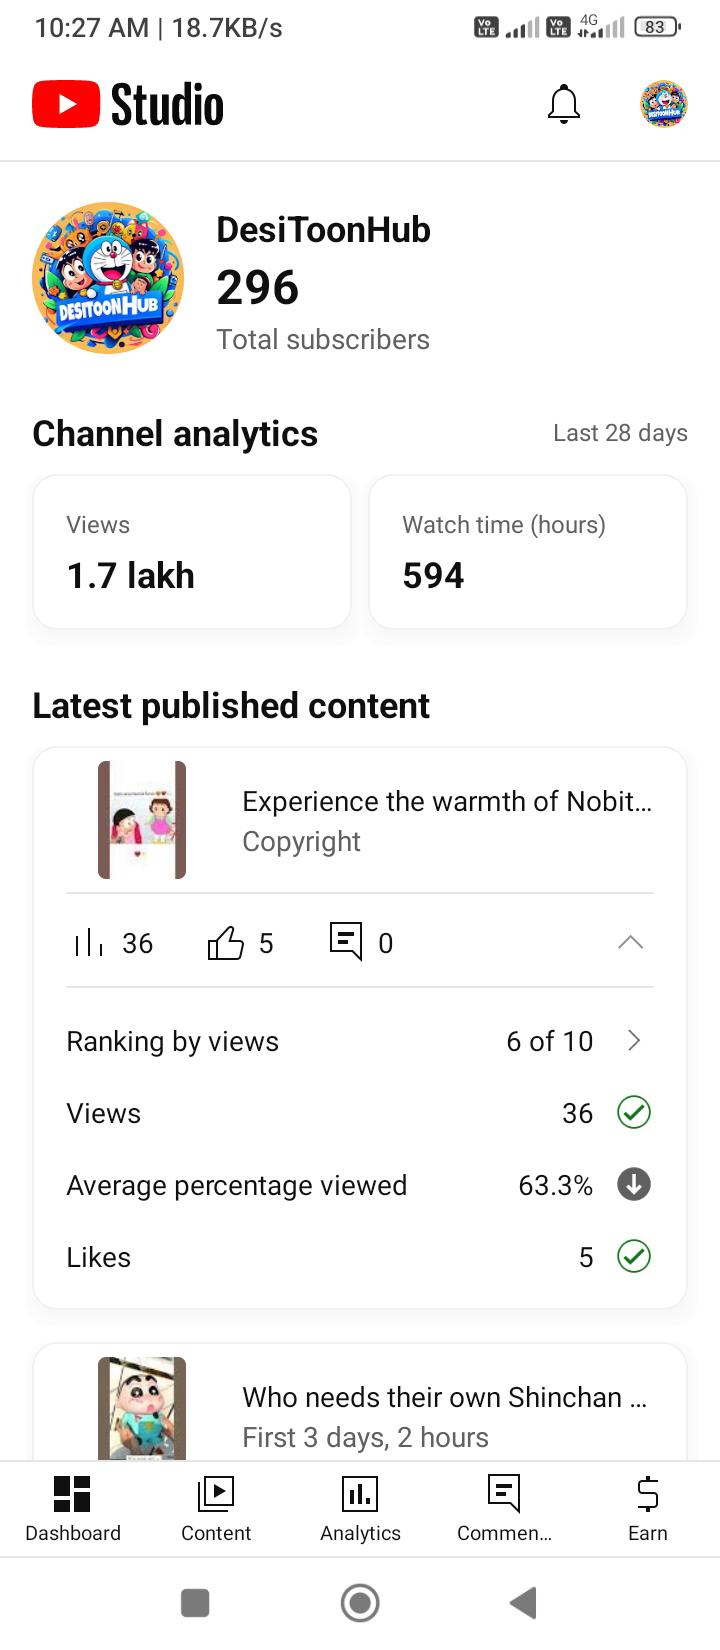 10:27 AM | 18.7KB/s
Vo LTE Vo LTE 4G 83
Studio
DesiToonHub
296
Total subscribers
DESITOONHUB
Channel analytics
Last 28 days
Views
Watch time (hours)
1.7 lakh
594
Latest published content
Experience the warmth of Nobit...
Copyright
36 5 0
Ranking by views 6 of 10
Views 36
Average percentage viewed 63.3%
Likes 5
Who needs their own Shinchan ...
First 3 days, 2 hours
Dashboard Content Analytics Commen... Earn